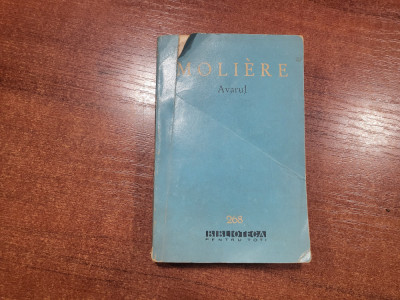 MOLIÈRE
Avarul
268
BIBLIOTECA
PENTRU TOȚI